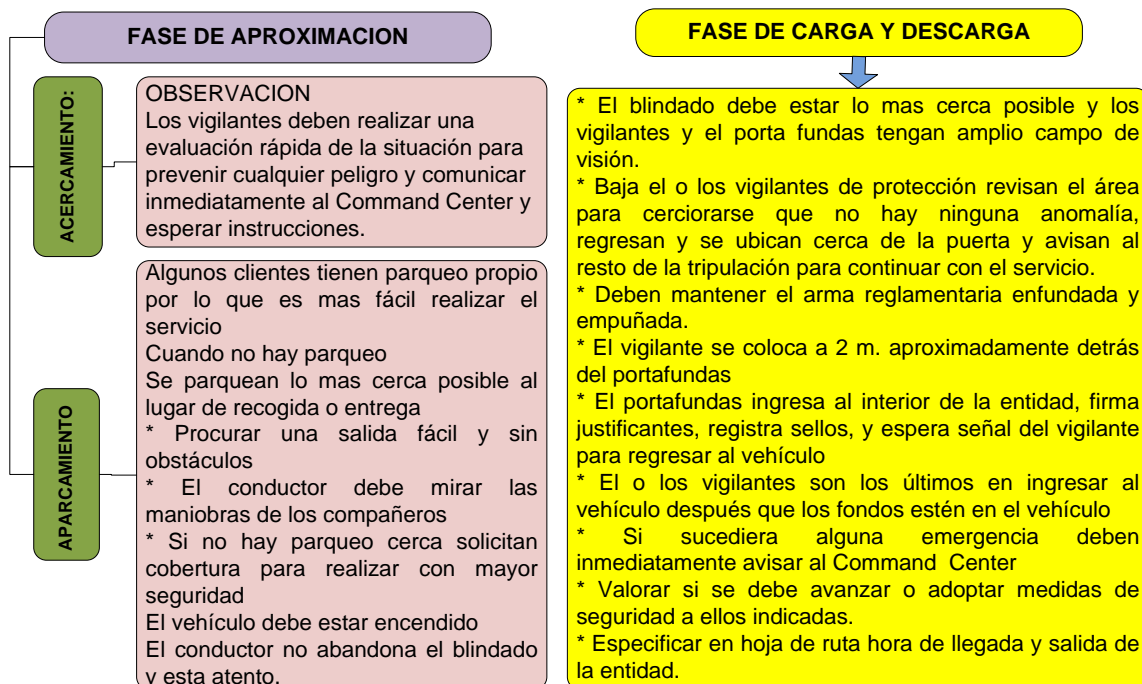 FASE DE APROXIMACION
ACERCAMIENTO:
OBSERVACION
Los vigilantes deben realizar una
evaluación rápida de la situación para
prevenir cualquier peligro y comunicar
inmediatamente al Command Center y
esperar instrucciones.
APARCAMIENTO
Algunos clientes tienen parqueo propio
por lo que es mas fácil realizar el
servicio
Cuando no hay parqueo
Se parquean lo mas cerca posible al
lugar de recogida o entrega
* Procurar una salida fácil y sin
obstáculos
* El conductor debe mirar las
maniobras de los compañeros
* Si no hay parqueo cerca solicitan
cobertura para realizar con mayor
seguridad
El vehículo debe estar encendido
El conductor no abandona el blindado
y esta atento.
FASE DE CARGA Y DESCARGA
* El blindado debe estar lo mas cerca posible y los
vigilantes y el porta fundas tengan amplio campo de
visión.
* Baja el o los vigilantes de protección revisan el área
para cerciorarse que no hay ninguna anomalía,
regresan y se ubican cerca de la puerta y avisan al
resto de la tripulación para continuar con el servicio.
* Deben mantener el arma reglamentaria enfundada y
empuñada.
* El vigilante se coloca a 2 m. aproximadamente detrás
del portafundas
* El portafundas ingresa al interior de la entidad, firma
justificantes, registra sellos, y espera señal del vigilante
para regresar al vehículo
* El o los vigilantes son los últimos en ingresar al
vehículo después que los fondos estén en el vehículo
* Si sucediera alguna emergencia deben
inmediatamente avisar al Command Center
* Valorar si se debe avanzar o adoptar medidas de
seguridad a ellos indicadas.
* Especificar en hoja de ruta hora de llegada y salida de
la entidad.